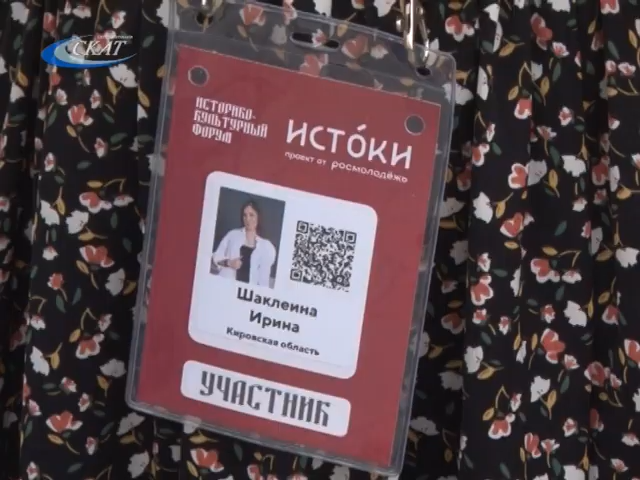 СКАТ
ИСТОРИКО-
КУЛЬТУРНЫЙ
ФОРУМ
ИСТОКИ
проект от росмолодёжь
Шаклеина
Ирина
Кировская область
УЧАСТНИК